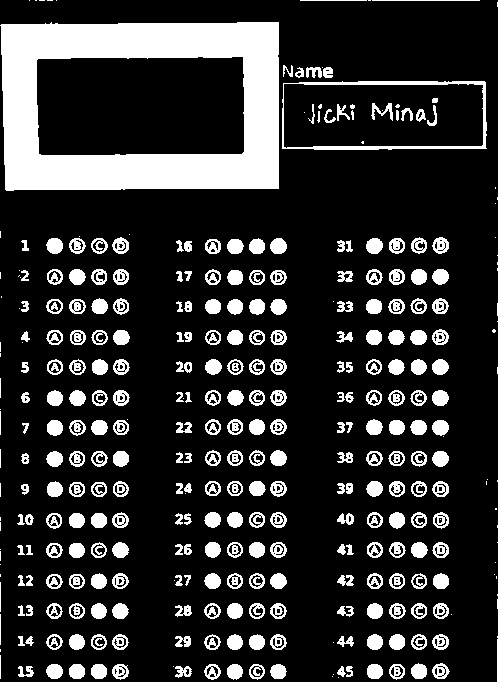 Name
Nicki Minaj
1 B C D 16 A 31 B C D
2 A C D 17 A C D 32 A B
3 A B D 18 33 B C D
4 A B C 19 A C D 34 D
5 A B D 20 B C D 35 A
6 C D 21 A C D 36 A B C
7 B D 22 A B D 37
8 B C 23 A B C 38 A B C
9 B C D 24 A B D 39 B C D
10 A D 25 C D 40 A C D
11 A C 26 B D 41 A B D
12 A B D 27 B C 42 A B C
13 A B 28 A C D 43 B C D
14 A C D 29 A D 44 C D
15 D 30 A C 45 B D